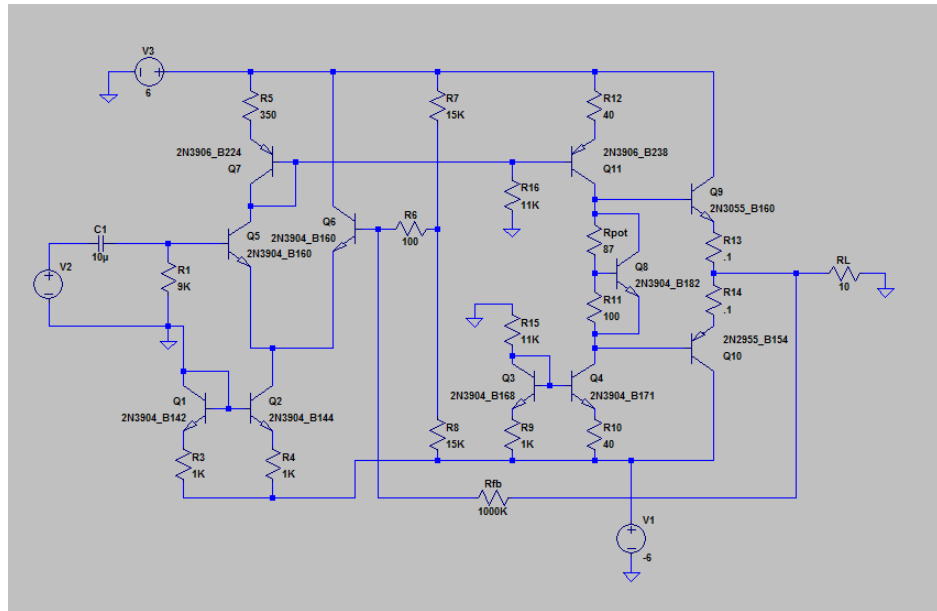 V3
6
R5
350
2N3906_B224
Q7
R7
15K
R12
40
2N3906_B238
Q11
R16
11K
Q9
2N3055_B160
C1
10µ
Q5
2N3904_B160
Q6
2N3904_B160
R6
100
Rpot
87
Q8
2N3904_B182
R13
.1
RL
10
V2
R1
9K
R11
100
R14
.1
R15
11K
2N2955_B154
Q10
Q1
2N3904_B142
Q2
2N3904_B144
Q3
2N3904_B168
Q4
2N3904_B171
R3
1K
R4
1K
R8
15K
R9
1K
R10
40
Rfb
1000K
V1
-6